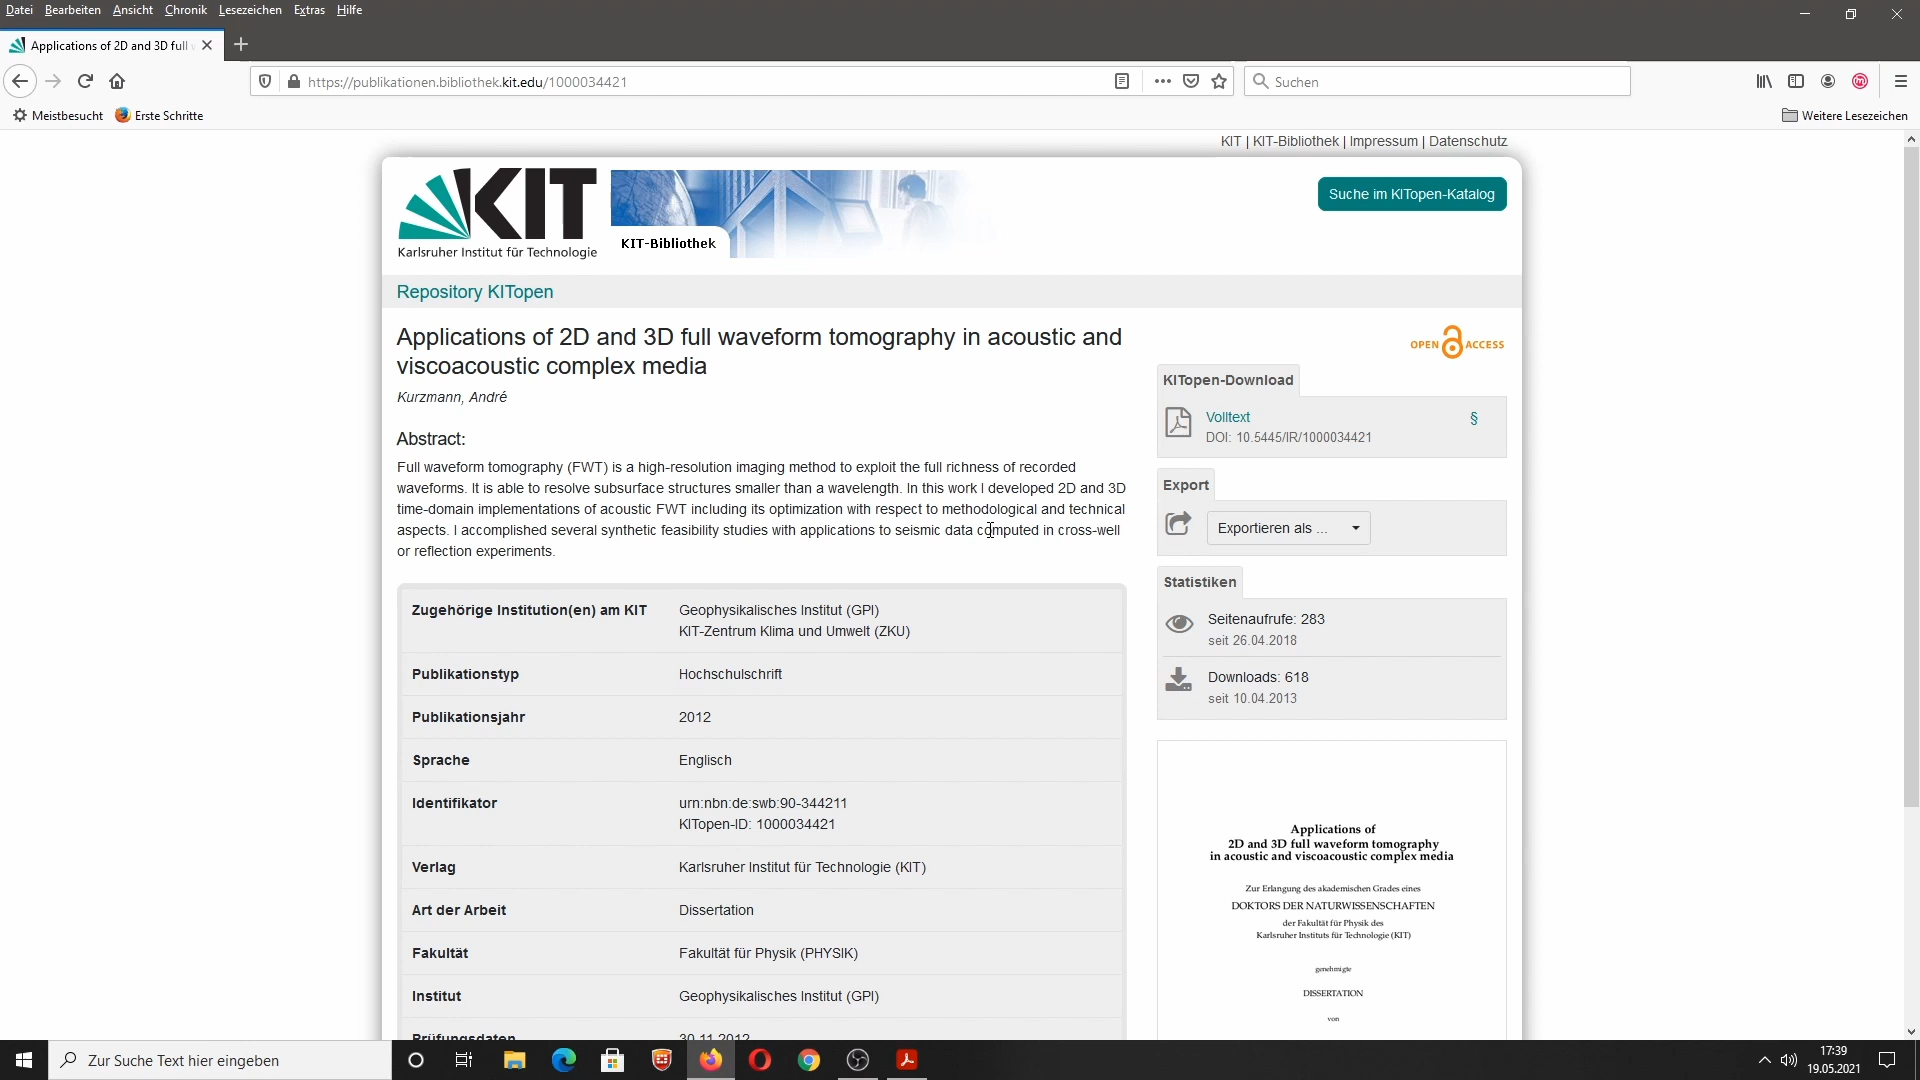 Datei Bearbeiten Ansicht Chronik Lesezeichen Extras Hilfe
Applications of 2D and 3D full
https://publikationen.bibliothek.kit.edu/1000034421
Suchen
Meistbesucht Erste Schritte
Weitere Lesezeichen
KIT | KIT-Bibliothek | Impressum | Datenschutz
KIT
Karlsruher Institut für Technologie
KIT-Bibliothek
Suche im KITopen-Katalog
Repository KITopen
Applications of 2D and 3D full waveform tomography in acoustic and
viscoacoustic complex media
Kurzmann, André
Abstract:
Full waveform tomography (FWT) is a high-resolution imaging method to exploit the full richness of recorded
waveforms. It is able to resolve subsurface structures smaller than a wavelength. In this work I developed 2D and 3D
time-domain implementations of acoustic FWT including its optimization with respect to methodological and technical
aspects. I accomplished several synthetic feasibility studies with applications to seismic data computed in cross-well
or reflection experiments.
Zugehörige Institution(en) am KIT Geophysikalisches Institut (GPI)
KIT-Zentrum Klima und Umwelt (ZKU)
Publikationstyp Hochschulschrift
Publikationsjahr 2012
Sprache Englisch
Identifikator urn:nbn:de:swb:90-344211
KITopen-ID: 1000034421
Verlag Karlsruher Institut für Technologie (KIT)
Art der Arbeit Dissertation
Fakultät Fakultät für Physik (PHYSIK)
Institut Geophysikalisches Institut (GPI)
Prüfungsdaten 30.11.2012
OPEN ACCESS
KITopen-Download
Volltext §
DOI: 10.5445/IR/1000034421
Export
Exportieren als ...
Statistiken
Seitenaufrufe: 283
seit 26.04.2018
Downloads: 618
seit 10.04.2013
Applications of
2D and 3D full waveform tomography
in acoustic and viscoacoustic complex media
Zur Erlangung des akademischen Grades eines
DOKTORS DER NATURWISSENSCHAFTEN
der Fakultät für Physik des
Karlsruher Instituts für Technologie (KIT)
genehmigte
DISSERTATION
von
Zur Suche Text hier eingeben
17:39
19.05.2021